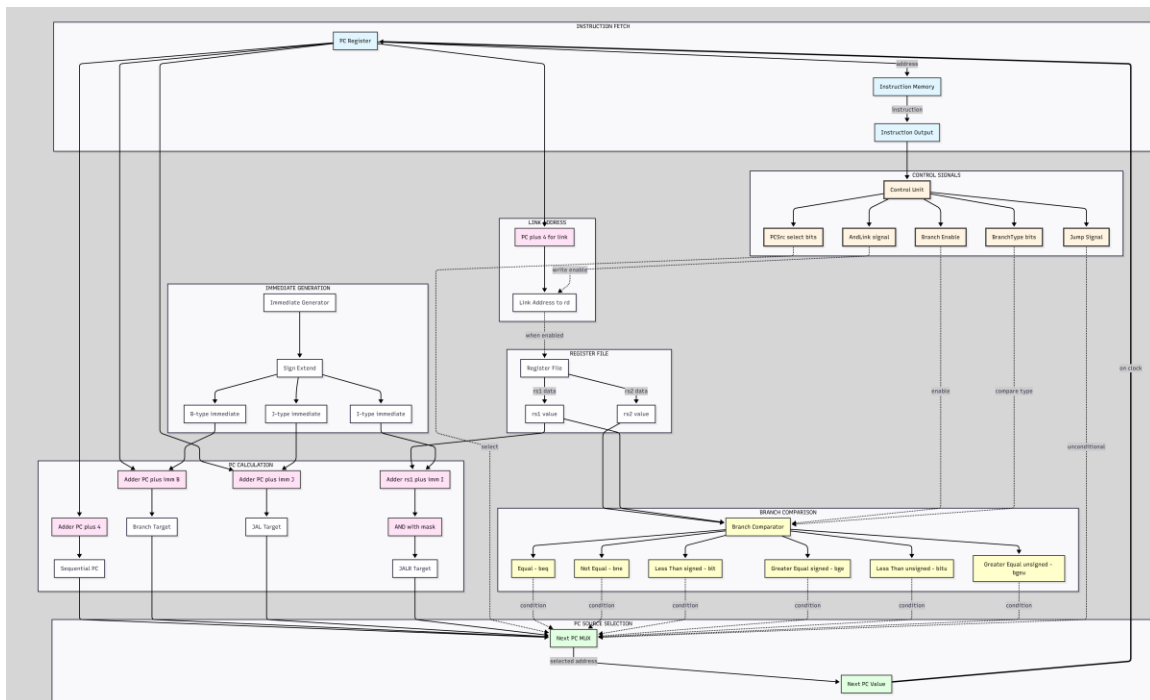 INSTRUCTION FETCH
PC Register
address
Instruction Memory
instruction
Instruction Output
CONTROL SIGNALS
Control Unit
PCSrc select bits
AndLink signal
Branch Enable
BranchType bits
Jump Signal
LINK ADDRESS
PC plus 4 for link
write enable
Link Address to rd
when enabled
IMMEDIATE GENERATION
Immediate Generator
Sign Extend
B-type immediate
J-type immediate
I-type immediate
REGISTER FILE
Register File
rs1 data
rs2 data
rs1 value
rs2 value
on clock
enable
compare type
select
unconditional
PC CALCULATION
Adder PC plus imm B
Adder PC plus imm J
Adder rs1 plus imm I
Adder PC plus 4
Branch Target
JAL Target
AND with mask
Sequential PC
JALR Target
BRANCH COMPARISON
Branch Comparator
Equal - beq
Not Equal - bne
Less Than signed - blt
Greater Equal signed - bge
Less Than unsigned - bltu
Greater Equal unsigned -
bgeu
condition
condition
condition
condition
condition
condition
PC SOURCE SELECTION
Next PC MUX
selected address
Next PC Value